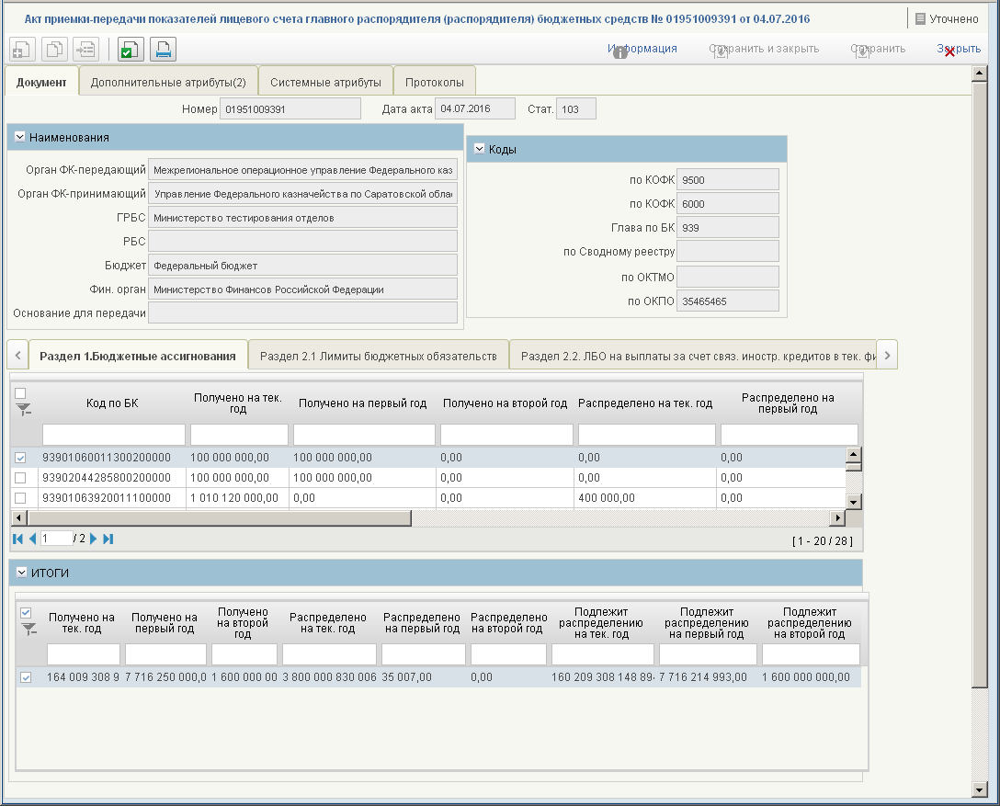 Акт приемки-передачи показателей лицевого счета главного распорядителя (распорядителя) бюджетных средств № 01951009391 от 04.07.2016
Уточнено
Информация Сохранить и закрыть Сохранить Закрыть
Документ Дополнительные атрибуты(2) Системные атрибуты Протоколы
Номер 01951009391 Дата акта 04.07.2016 Стат. 103
Наименования
Орган ФК-передающий Межрегиональное операционное управление Федерального каз
Орган ФК-принимающий Управление Федерального казначейства по Саратовской облас
ГРБС Министерство тестирования отделов
РБС
Бюджет Федеральный бюджет
Фин. орган Министерство Финансов Российской Федерации
Основание для передачи
Коды
по КОФК 9500
по КОФК 6000
Глава по БК 939
по Сводному реестру
по ОКТМО
по ОКПО 35465465
Раздел 1.Бюджетные ассигнования Раздел 2.1 Лимиты бюджетных обязательств Раздел 2.2. ЛБО на выплаты за счет связ. иностр. кредитов в тек. фи
Код по БК Получено на тек. год Получено на первый год Получено на второй год Распределено на тек. год Распределено на первый год
93901060011300200000 100 000 000,00 100 000 000,00 0,00 0,00 0,00
93902044285800200000 100 000 000,00 100 000 000,00 0,00 0,00 0,00
93901063920011100000 1 010 120 000,00 0,00 0,00 400 000,00 0,00
1 / 2
[ 1 - 20 / 28 ]
ИТОГИ
Получено на тек. год Получено на первый год Получено на второй год Распределено на тек. год Распределено на первый год Распределено на второй год Подлежит распределению на тек. год Подлежит распределению на первый год Подлежит распределению на второй год
164 009 308 9 7 716 250 000,0 1 600 000 00 3 800 000 830 006 35 007,00 0,00 160 209 308 148 89 7 716 214 993,00 1 600 000 000,00